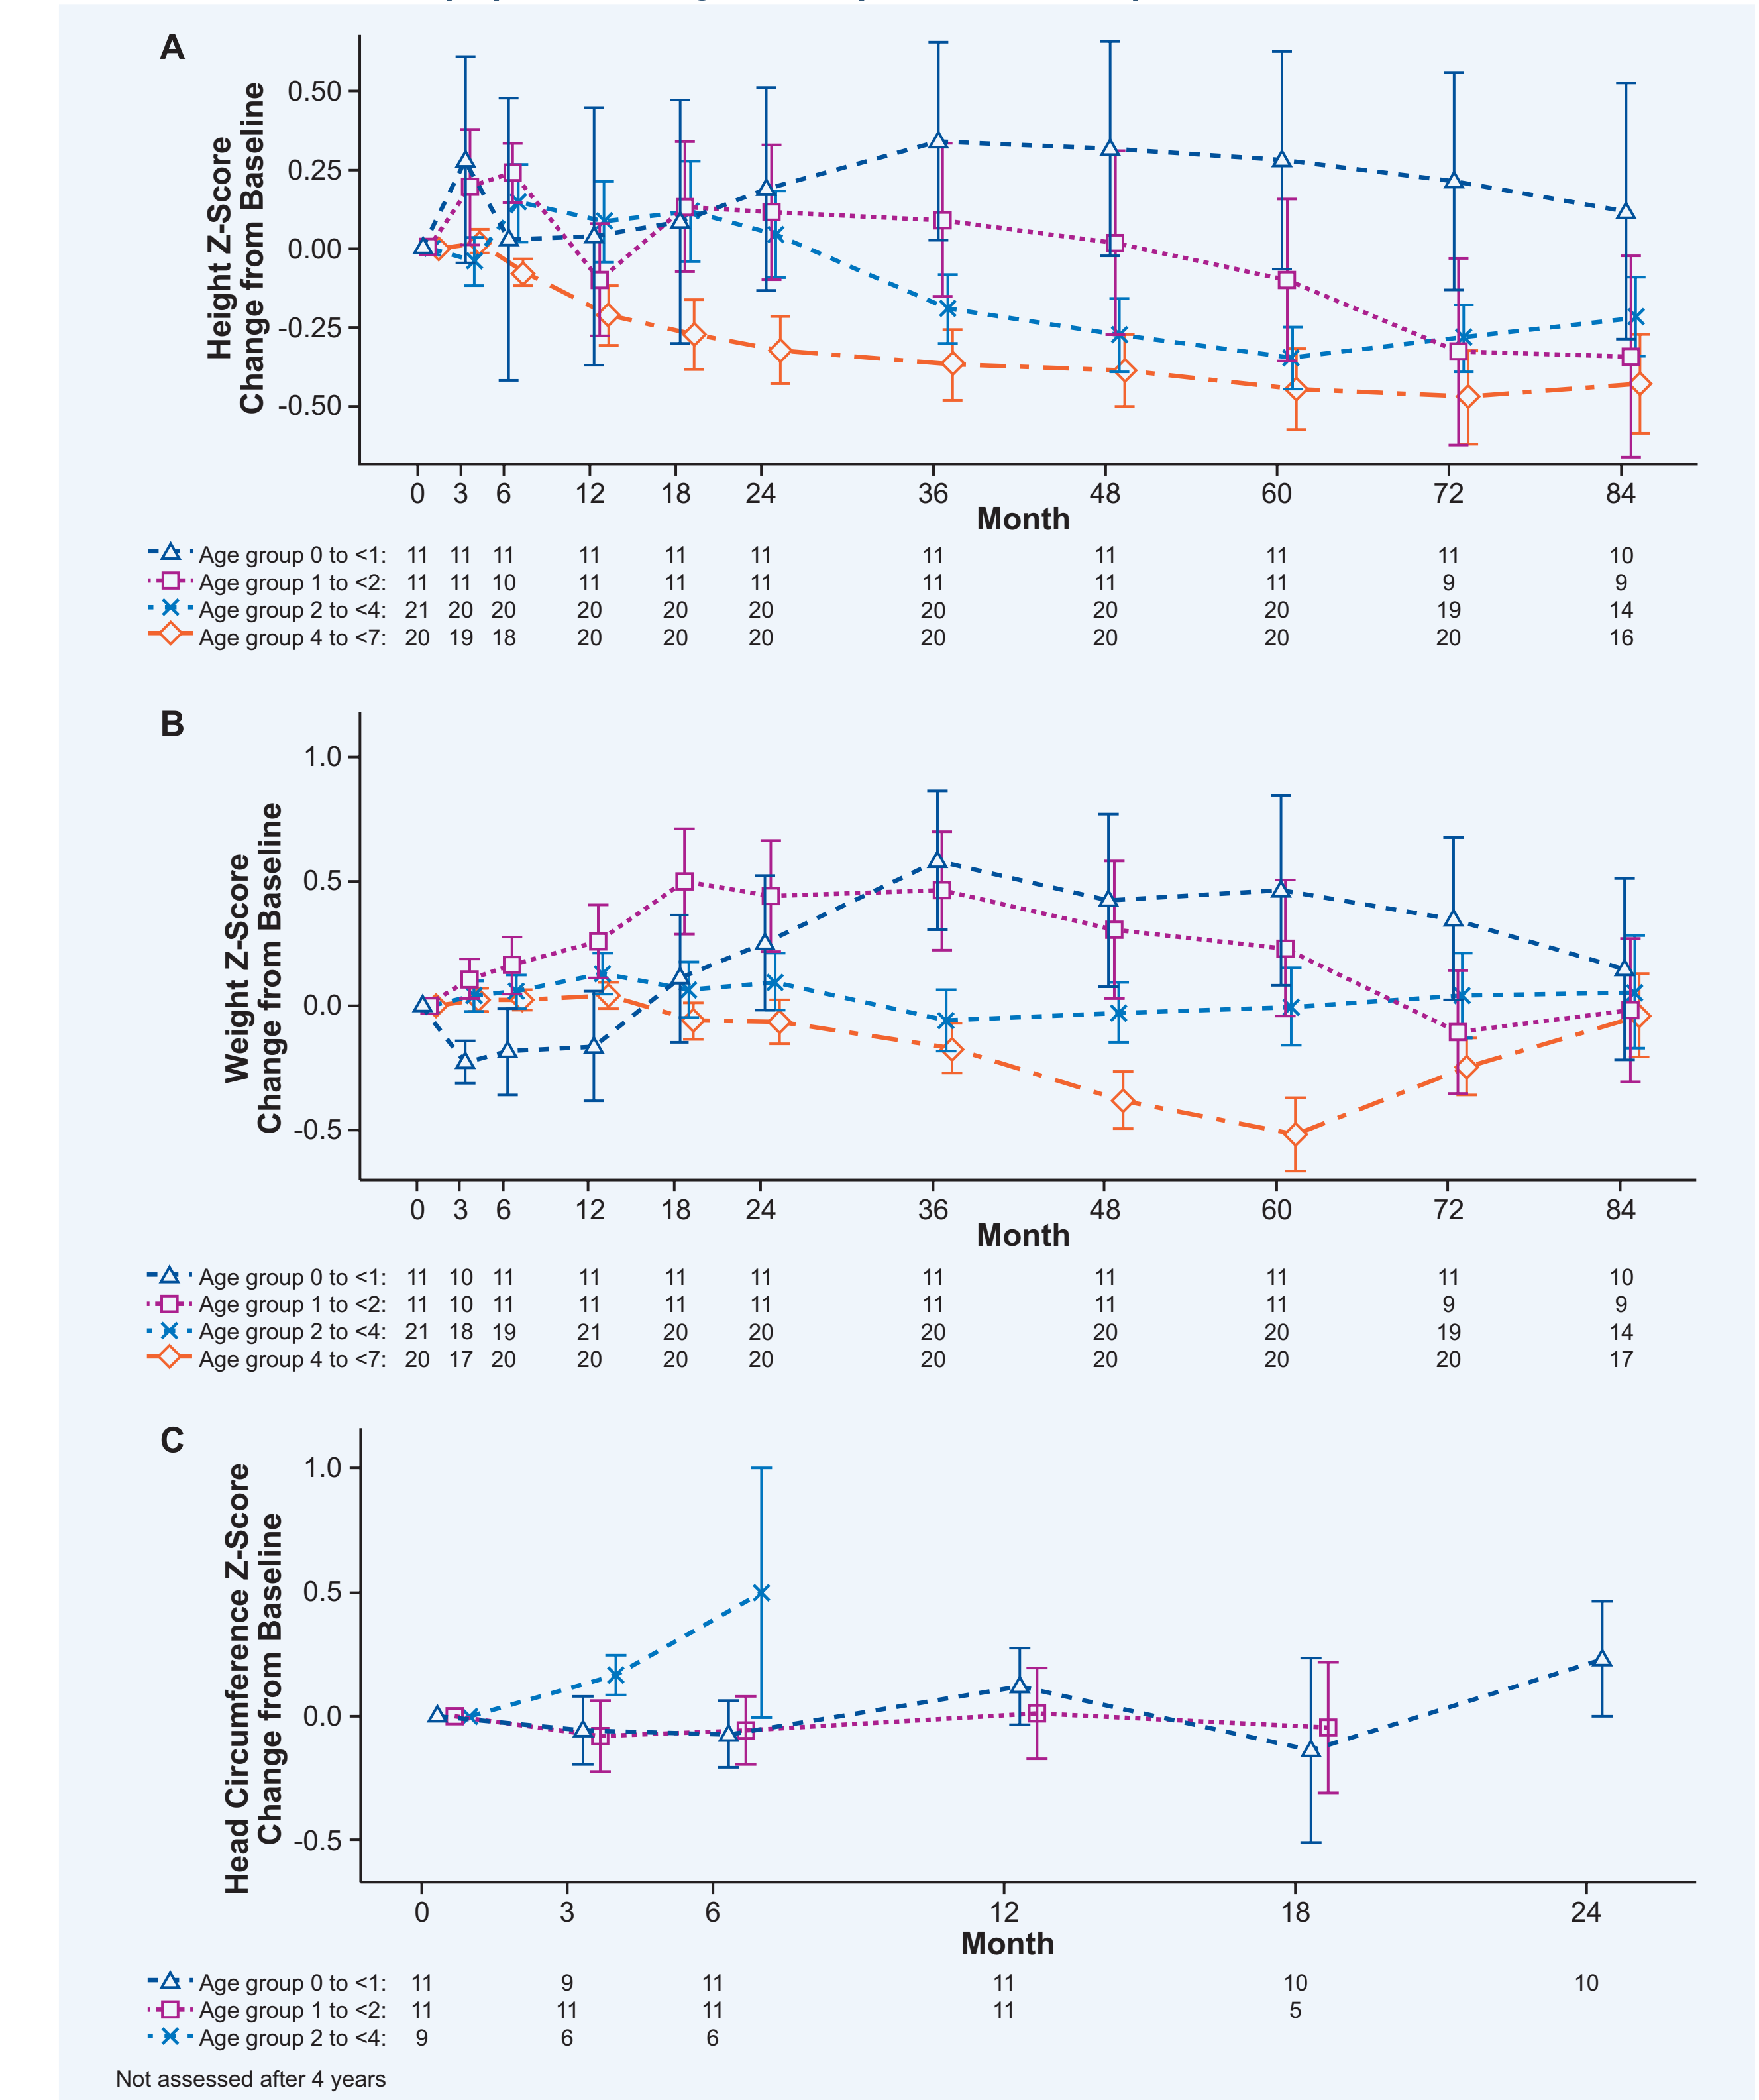 A
Height Z-Score
Change from Baseline
0.50
0.25
0.00
-0.25
-0.50
0 3 6 12 18 24 36 48 60 72 84
Month
Age group 0 to <1: 11 11 11 11 11 11 11 11 11 11 10
Age group 1 to <2: 11 11 10 11 11 11 11 11 11 9 9
Age group 2 to <4: 21 20 20 20 20 20 20 20 20 19 14
Age group 4 to <7: 20 19 18 20 20 20 20 20 20 20 16
B
Weight Z-Score
Change from Baseline
1.0
0.5
0.0
-0.5
0 3 6 12 18 24 36 48 60 72 84
Month
Age group 0 to <1: 11 10 11 11 11 11 11 11 11 11 10
Age group 1 to <2: 11 10 11 11 11 11 11 11 11 9 9
Age group 2 to <4: 21 18 19 21 20 20 20 20 20 19 14
Age group 4 to <7: 20 17 20 20 20 20 20 20 20 20 17
C
Head Circumference Z-Score
Change from Baseline
1.0
0.5
0.0
-0.5
0 3 6 12 18 24
Month
Age group 0 to <1: 11 9 11 11 10 10
Age group 1 to <2: 11 11 11 11 5
Age group 2 to <4: 9 6 6
Not assessed after 4 years